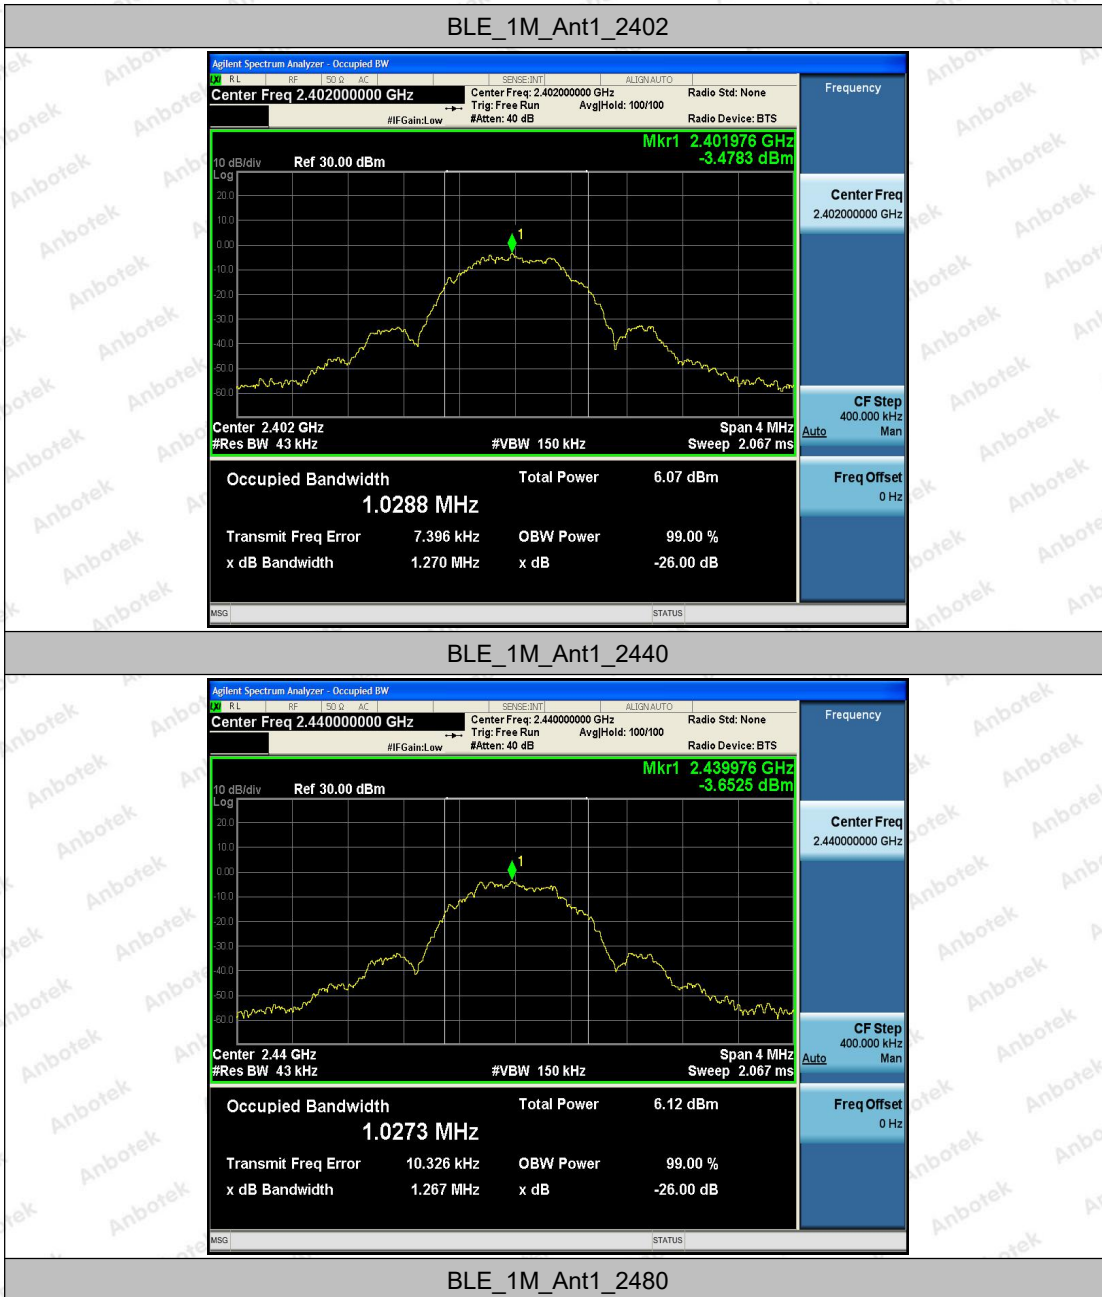 BLE_1M_Ant1_2402
Agilent Spectrum Analyzer - Occupied BW
LXI RL RF 50 Ω AC SENSE:INT ALIGNAUTO
Center Freq 2.402000000 GHz
Center Freq: 2.402000000 GHz Radio Std: None
Trig: Free Run Avg|Hold: 100/100
#IFGain:Low #Atten: 40 dB Radio Device: BTS
Mkr1 2.401976 GHz
-3.4783 dBm
10 dB/div Ref 30.00 dBm
Log
20.0
10.0
0.00
-10.0
-20.0
-30.0
-40.0
-50.0
-60.0
1
Center 2.402 GHz Span 4 MHz
#Res BW 43 kHz #VBW 150 kHz Sweep 2.067 ms
Occupied Bandwidth Total Power 6.07 dBm
1.0288 MHz
Transmit Freq Error 7.396 kHz OBW Power 99.00 %
x dB Bandwidth 1.270 MHz x dB -26.00 dB
MSG STATUS
Frequency
Center Freq
2.402000000 GHz
CF Step
400.000 kHz
Auto Man
Freq Offset
0 Hz
BLE_1M_Ant1_2440
Agilent Spectrum Analyzer - Occupied BW
LXI RL RF 50 Ω AC SENSE:INT ALIGNAUTO
Center Freq 2.440000000 GHz
Center Freq: 2.440000000 GHz Radio Std: None
Trig: Free Run Avg|Hold: 100/100
#IFGain:Low #Atten: 40 dB Radio Device: BTS
Mkr1 2.439976 GHz
-3.6525 dBm
10 dB/div Ref 30.00 dBm
Log
20.0
10.0
0.00
-10.0
-20.0
-30.0
-40.0
-50.0
-60.0
1
Center 2.44 GHz Span 4 MHz
#Res BW 43 kHz #VBW 150 kHz Sweep 2.067 ms
Occupied Bandwidth Total Power 6.12 dBm
1.0273 MHz
Transmit Freq Error 10.326 kHz OBW Power 99.00 %
x dB Bandwidth 1.267 MHz x dB -26.00 dB
MSG STATUS
Frequency
Center Freq
2.440000000 GHz
CF Step
400.000 kHz
Auto Man
Freq Offset
0 Hz
BLE_1M_Ant1_2480
Anbotek